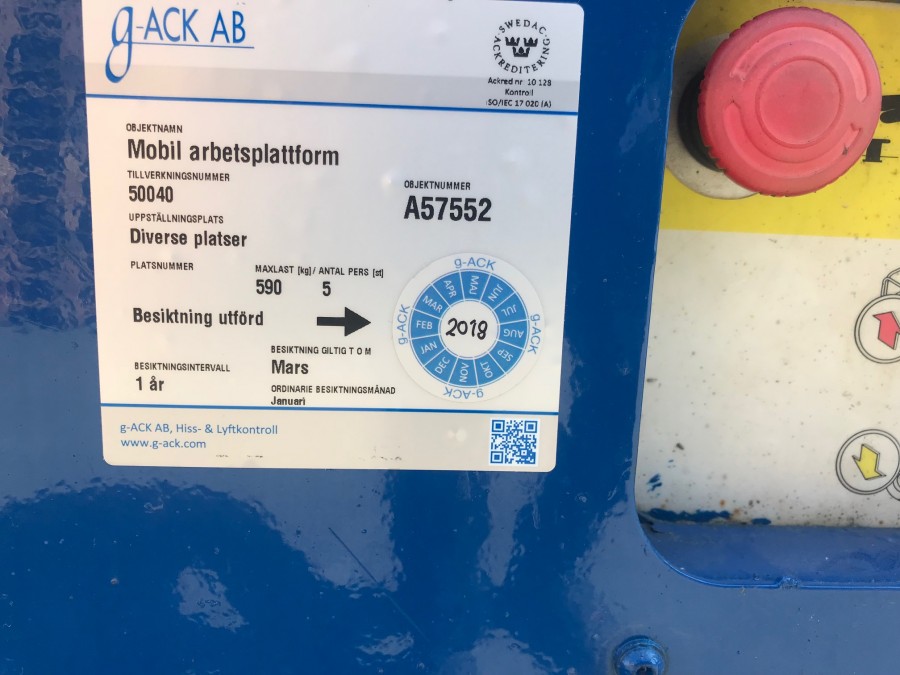 g-ACK AB
SWEDAC
ACKREDITERING
Ackred nr. 10 128
Kontroll
ISO/IEC 17 020 (A)
OBJEKTNAMN
Mobil arbetsplattform
TILLVERKNINGSNUMMER
50040
OBJEKTNUMMER
A57552
UPPSTÄLLNINGSPLATS
Diverse platser
PLATSNUMMER
MAXLAST [kg]/ ANTAL PERS [st]
590 5
Besiktning utförd
g-ACK
g-ACK
g-ACK
g-ACK
JAN
FEB
MAR
APR
MAJ
JUN
JUL
AUG
SEP
OKT
NOV
DEC
2019
BESIKTNING GILTIG T O M
Mars
BESIKTNINGSINTERVALL
1 år
ORDINARIE BESIKTNINGSMÅNAD
Januari
g-ACK AB, Hiss- & Lyftkontroll
www.g-ack.com